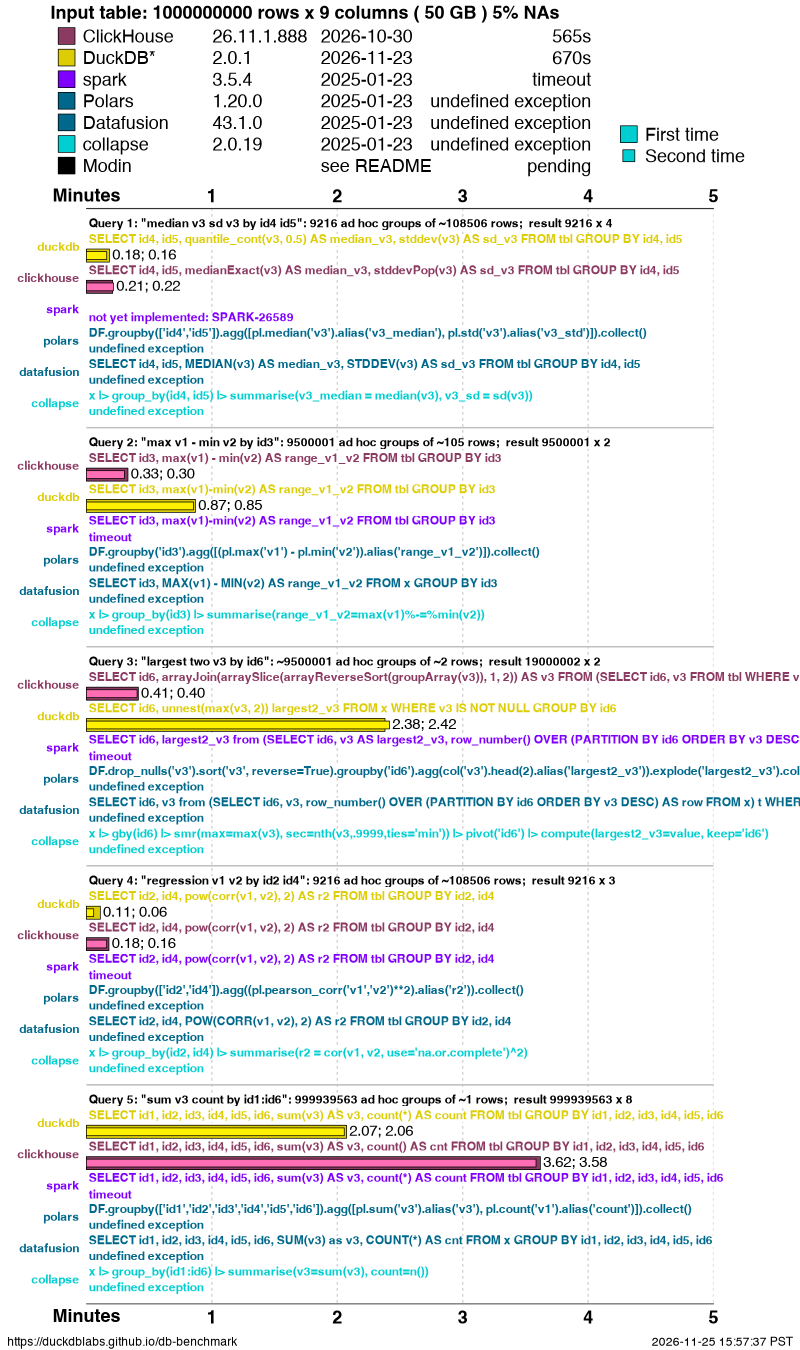 Input table: 1000000000 rows x 9 columns ( 50 GB ) 5% NAs
ClickHouse 26.11.1.888 2026-10-30 565s
DuckDB* 2.0.1 2026-11-23 670s
spark 3.5.4 2025-01-23 timeout
Polars 1.20.0 2025-01-23 undefined exception
Datafusion 43.1.0 2025-01-23 undefined exception
collapse 2.0.19 2025-01-23 undefined exception
Modin see README pending
First time
Second time
Minutes 1 2 3 4 5
Query 1: "median v3 sd v3 by id4 id5": 9216 ad hoc groups of ~108506 rows; result 9216 x 4
duckdb SELECT id4, id5, quantile_cont(v3, 0.5) AS median_v3, stddev(v3) AS sd_v3 FROM tbl GROUP BY id4, id5
0.18; 0.16
clickhouse SELECT id4, id5, medianExact(v3) AS median_v3, stddevPop(v3) AS sd_v3 FROM tbl GROUP BY id4, id5
0.21; 0.22
spark
not yet implemented: SPARK-26589
polars DF.groupby(['id4','id5']).agg([pl.median('v3').alias('v3_median'), pl.std('v3').alias('v3_std')]).collect()
undefined exception
datafusion SELECT id4, id5, MEDIAN(v3) AS median_v3, STDDEV(v3) AS sd_v3 FROM tbl GROUP BY id4, id5
undefined exception
collapse x |> group_by(id4, id5) |> summarise(v3_median = median(v3), v3_sd = sd(v3))
undefined exception
Query 2: "max v1 - min v2 by id3": 9500001 ad hoc groups of ~105 rows; result 9500001 x 2
clickhouse SELECT id3, max(v1) - min(v2) AS range_v1_v2 FROM tbl GROUP BY id3
0.33; 0.30
duckdb SELECT id3, max(v1)-min(v2) AS range_v1_v2 FROM tbl GROUP BY id3
0.87; 0.85
spark SELECT id3, max(v1)-min(v2) AS range_v1_v2 FROM tbl GROUP BY id3
timeout
polars DF.groupby('id3').agg([(pl.max('v1') - pl.min('v2')).alias('range_v1_v2')]).collect()
undefined exception
datafusion SELECT id3, MAX(v1) - MIN(v2) AS range_v1_v2 FROM x GROUP BY id3
undefined exception
collapse x |> group_by(id3) |> summarise(range_v1_v2=max(v1)%-=%min(v2))
undefined exception
Query 3: "largest two v3 by id6": ~9500001 ad hoc groups of ~2 rows; result 19000002 x 2
clickhouse SELECT id6, arrayJoin(arraySlice(arrayReverseSort(groupArray(v3)), 1, 2)) AS v3 FROM (SELECT id6, v3 FROM tbl WHERE v
0.41; 0.40
duckdb SELECT id6, unnest(max(v3, 2)) largest2_v3 FROM x WHERE v3 IS NOT NULL GROUP BY id6
2.38; 2.42
spark SELECT id6, largest2_v3 from (SELECT id6, v3 AS largest2_v3, row_number() OVER (PARTITION BY id6 ORDER BY v3 DESC
timeout
polars DF.drop_nulls('v3').sort('v3', reverse=True).groupby('id6').agg(col('v3').head(2).alias('largest2_v3')).explode('largest2_v3').col
undefined exception
datafusion SELECT id6, v3 from (SELECT id6, v3, row_number() OVER (PARTITION BY id6 ORDER BY v3 DESC) AS row FROM x) t WHER
undefined exception
collapse x |> gby(id6) |> smr(max=max(v3), sec=nth(v3,.9999,ties='min')) |> pivot('id6') |> compute(largest2_v3=value, keep='id6')
undefined exception
Query 4: "regression v1 v2 by id2 id4": 9216 ad hoc groups of ~108506 rows; result 9216 x 3
duckdb SELECT id2, id4, pow(corr(v1, v2), 2) AS r2 FROM tbl GROUP BY id2, id4
0.11; 0.06
clickhouse SELECT id2, id4, pow(corr(v1, v2), 2) AS r2 FROM tbl GROUP BY id2, id4
0.18; 0.16
spark SELECT id2, id4, pow(corr(v1, v2), 2) AS r2 FROM tbl GROUP BY id2, id4
timeout
polars DF.groupby(['id2','id4']).agg((pl.pearson_corr('v1','v2')**2).alias('r2')).collect()
undefined exception
datafusion SELECT id2, id4, POW(CORR(v1, v2), 2) AS r2 FROM tbl GROUP BY id2, id4
undefined exception
collapse x |> group_by(id2, id4) |> summarise(r2 = cor(v1, v2, use='na.or.complete')^2)
undefined exception
Query 5: "sum v3 count by id1:id6": 999939563 ad hoc groups of ~1 rows; result 999939563 x 8
duckdb SELECT id1, id2, id3, id4, id5, id6, sum(v3) AS v3, count(*) AS count FROM tbl GROUP BY id1, id2, id3, id4, id5, id6
2.07; 2.06
clickhouse SELECT id1, id2, id3, id4, id5, id6, sum(v3) AS v3, count() AS cnt FROM tbl GROUP BY id1, id2, id3, id4, id5, id6
3.62; 3.58
spark SELECT id1, id2, id3, id4, id5, id6, sum(v3) AS v3, count(*) AS count FROM tbl GROUP BY id1, id2, id3, id4, id5, id6
timeout
polars DF.groupby(['id1','id2','id3','id4','id5','id6']).agg([pl.sum('v3').alias('v3'), pl.count('v1').alias('count')]).collect()
undefined exception
datafusion SELECT id1, id2, id3, id4, id5, id6, SUM(v3) as v3, COUNT(*) AS cnt FROM x GROUP BY id1, id2, id3, id4, id5, id6
undefined exception
collapse x |> group_by(id1:id6) |> summarise(v3=sum(v3), count=n())
undefined exception
Minutes 1 2 3 4 5
https://duckdblabs.github.io/db-benchmark 2026-11-25 15:57:37 PST